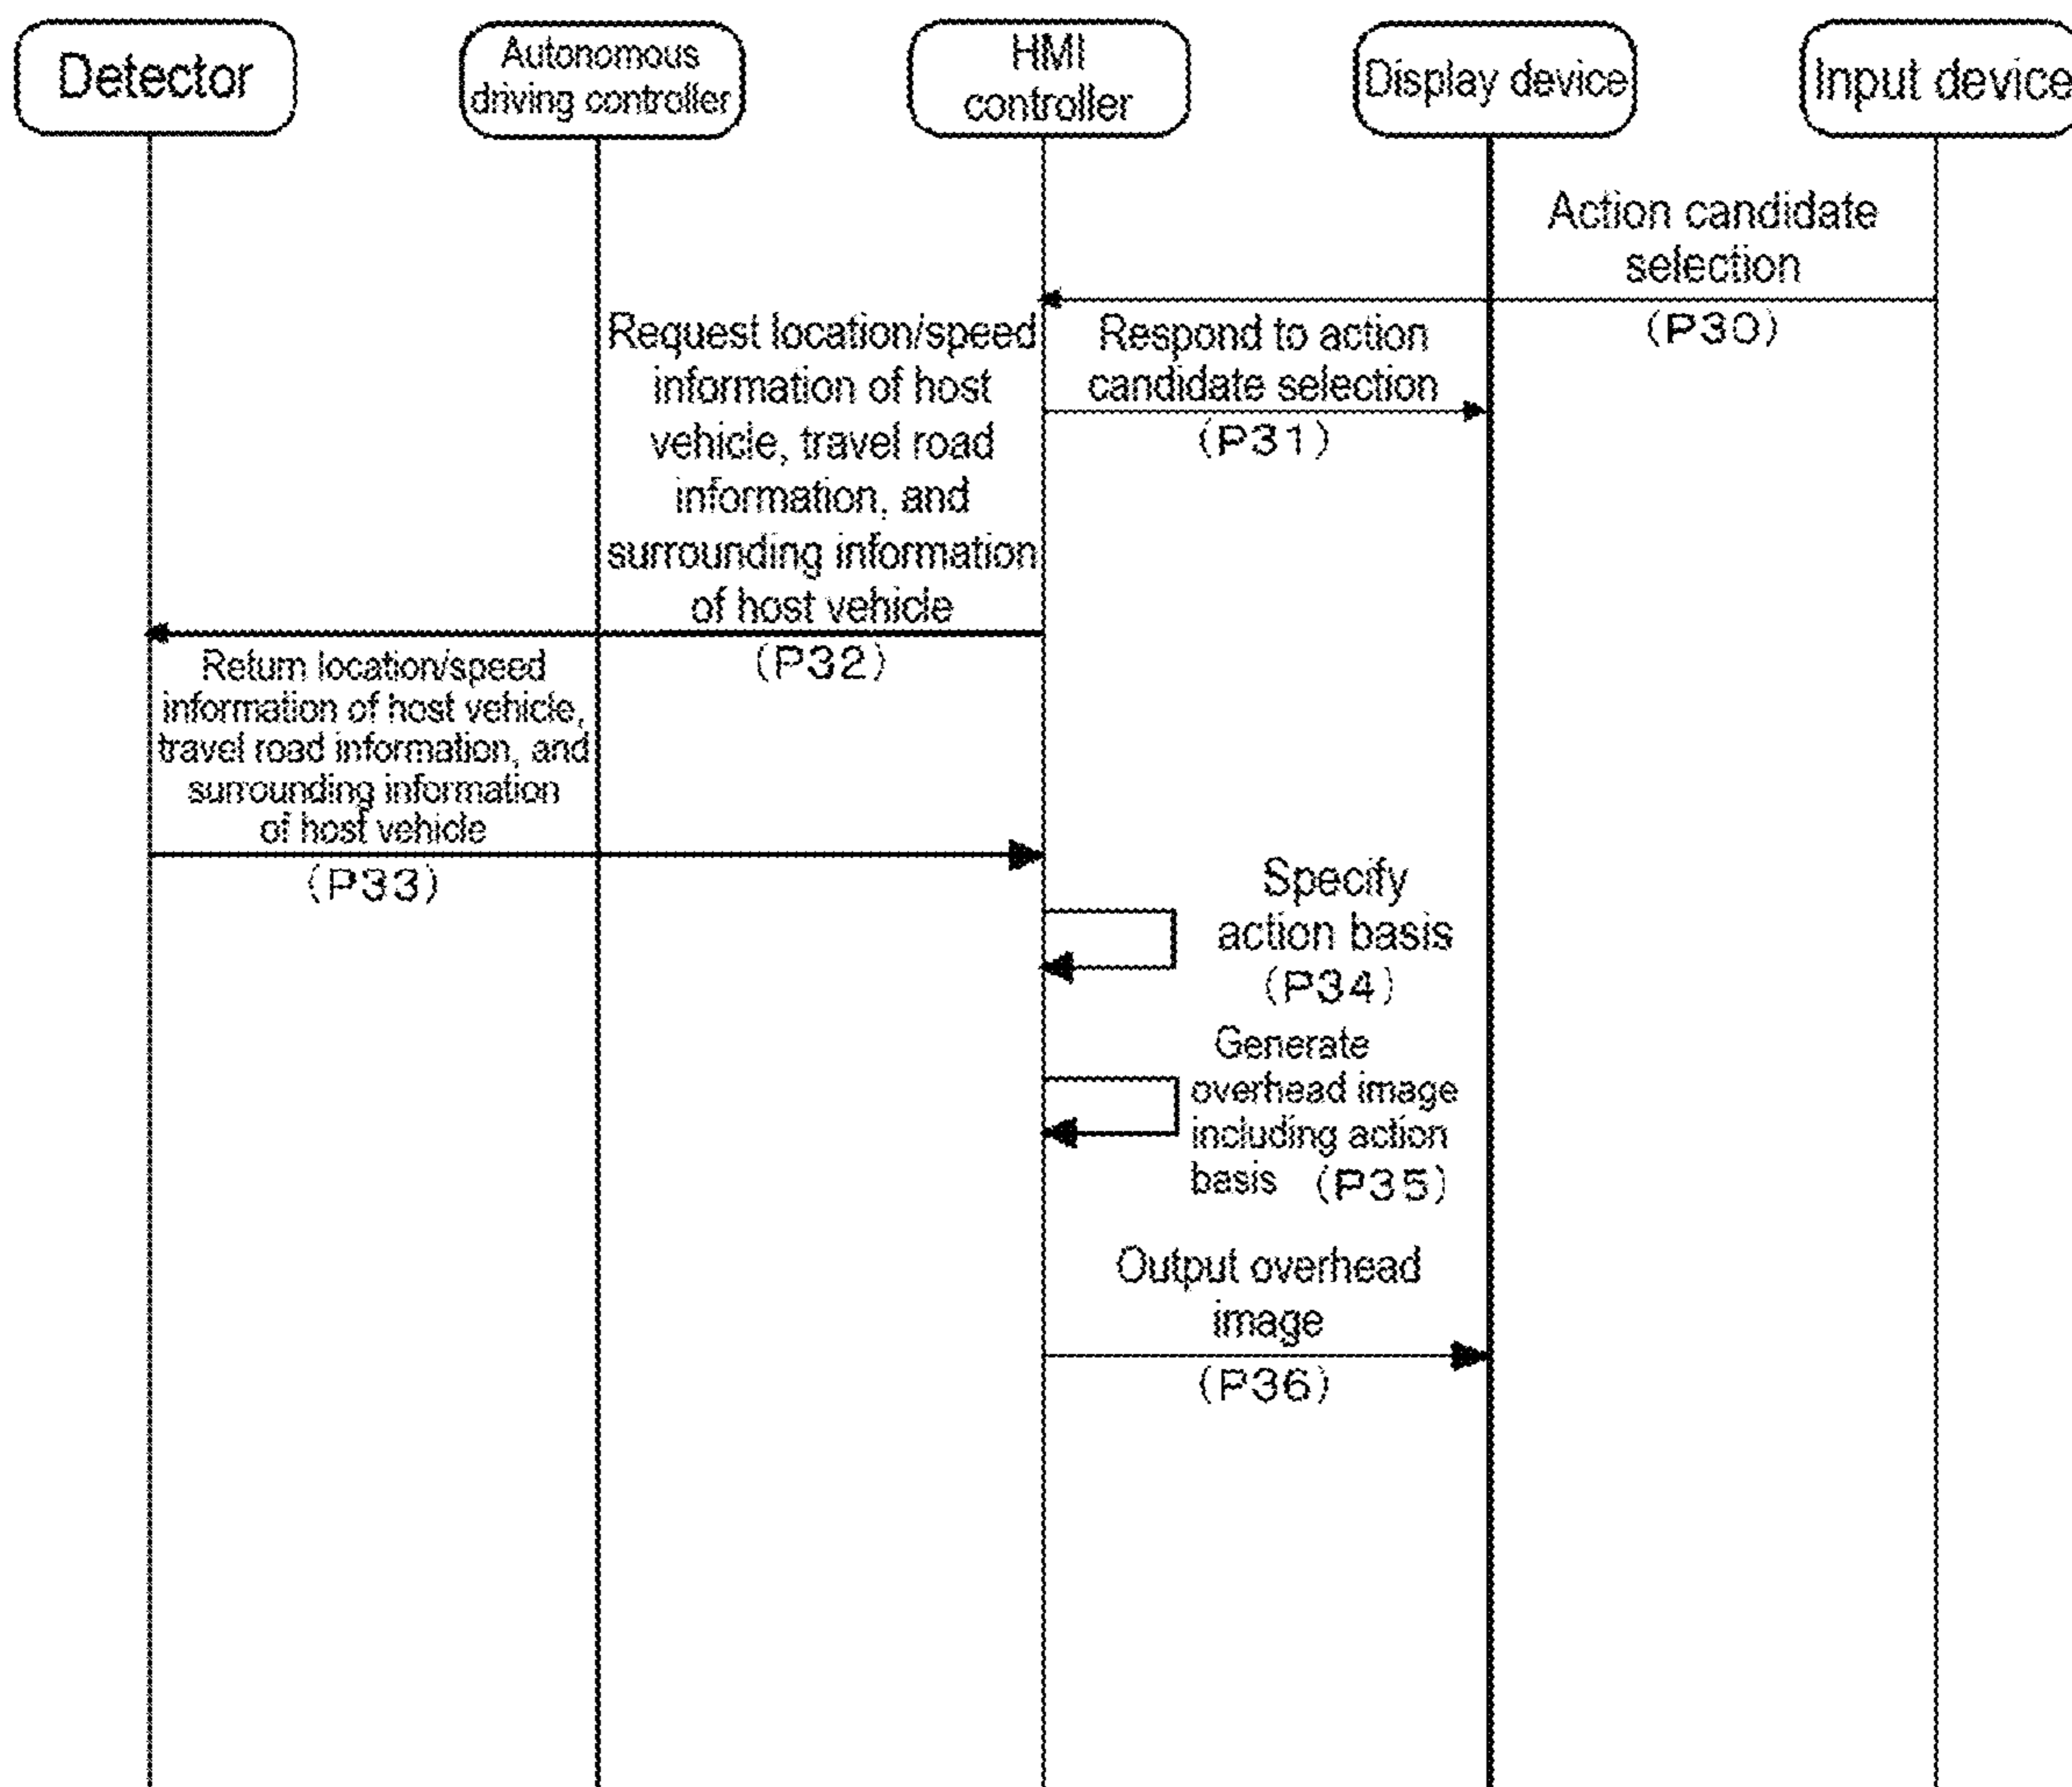 Detector
Autonomous
driving controller
HMI
controller
Display device
Input device
Action candidate
selection
(P30)
Respond to action
candidate selection
(P31)
Request location/speed
information of host
vehicle, travel road
information, and
surrounding information
of host vehicle
(P32)
Return location/speed
information of host vehicle,
travel road information, and
surrounding information
of host vehicle
(P33)
Specify
action basis
(P34)
Generate
overhead image
including action
basis (P35)
Output overhead
image
(P36)